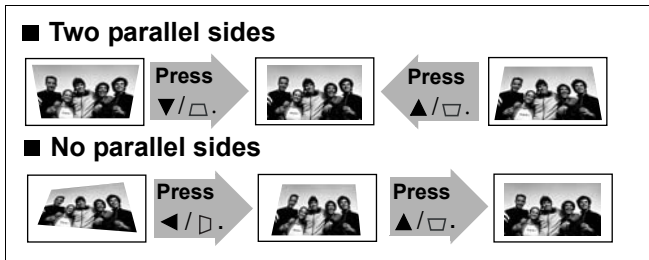 ■ Two parallel sides
Press Press
▼/⏢. ▲/▽.
■ No parallel sides
Press Press
◀/▷. ▲/▽.